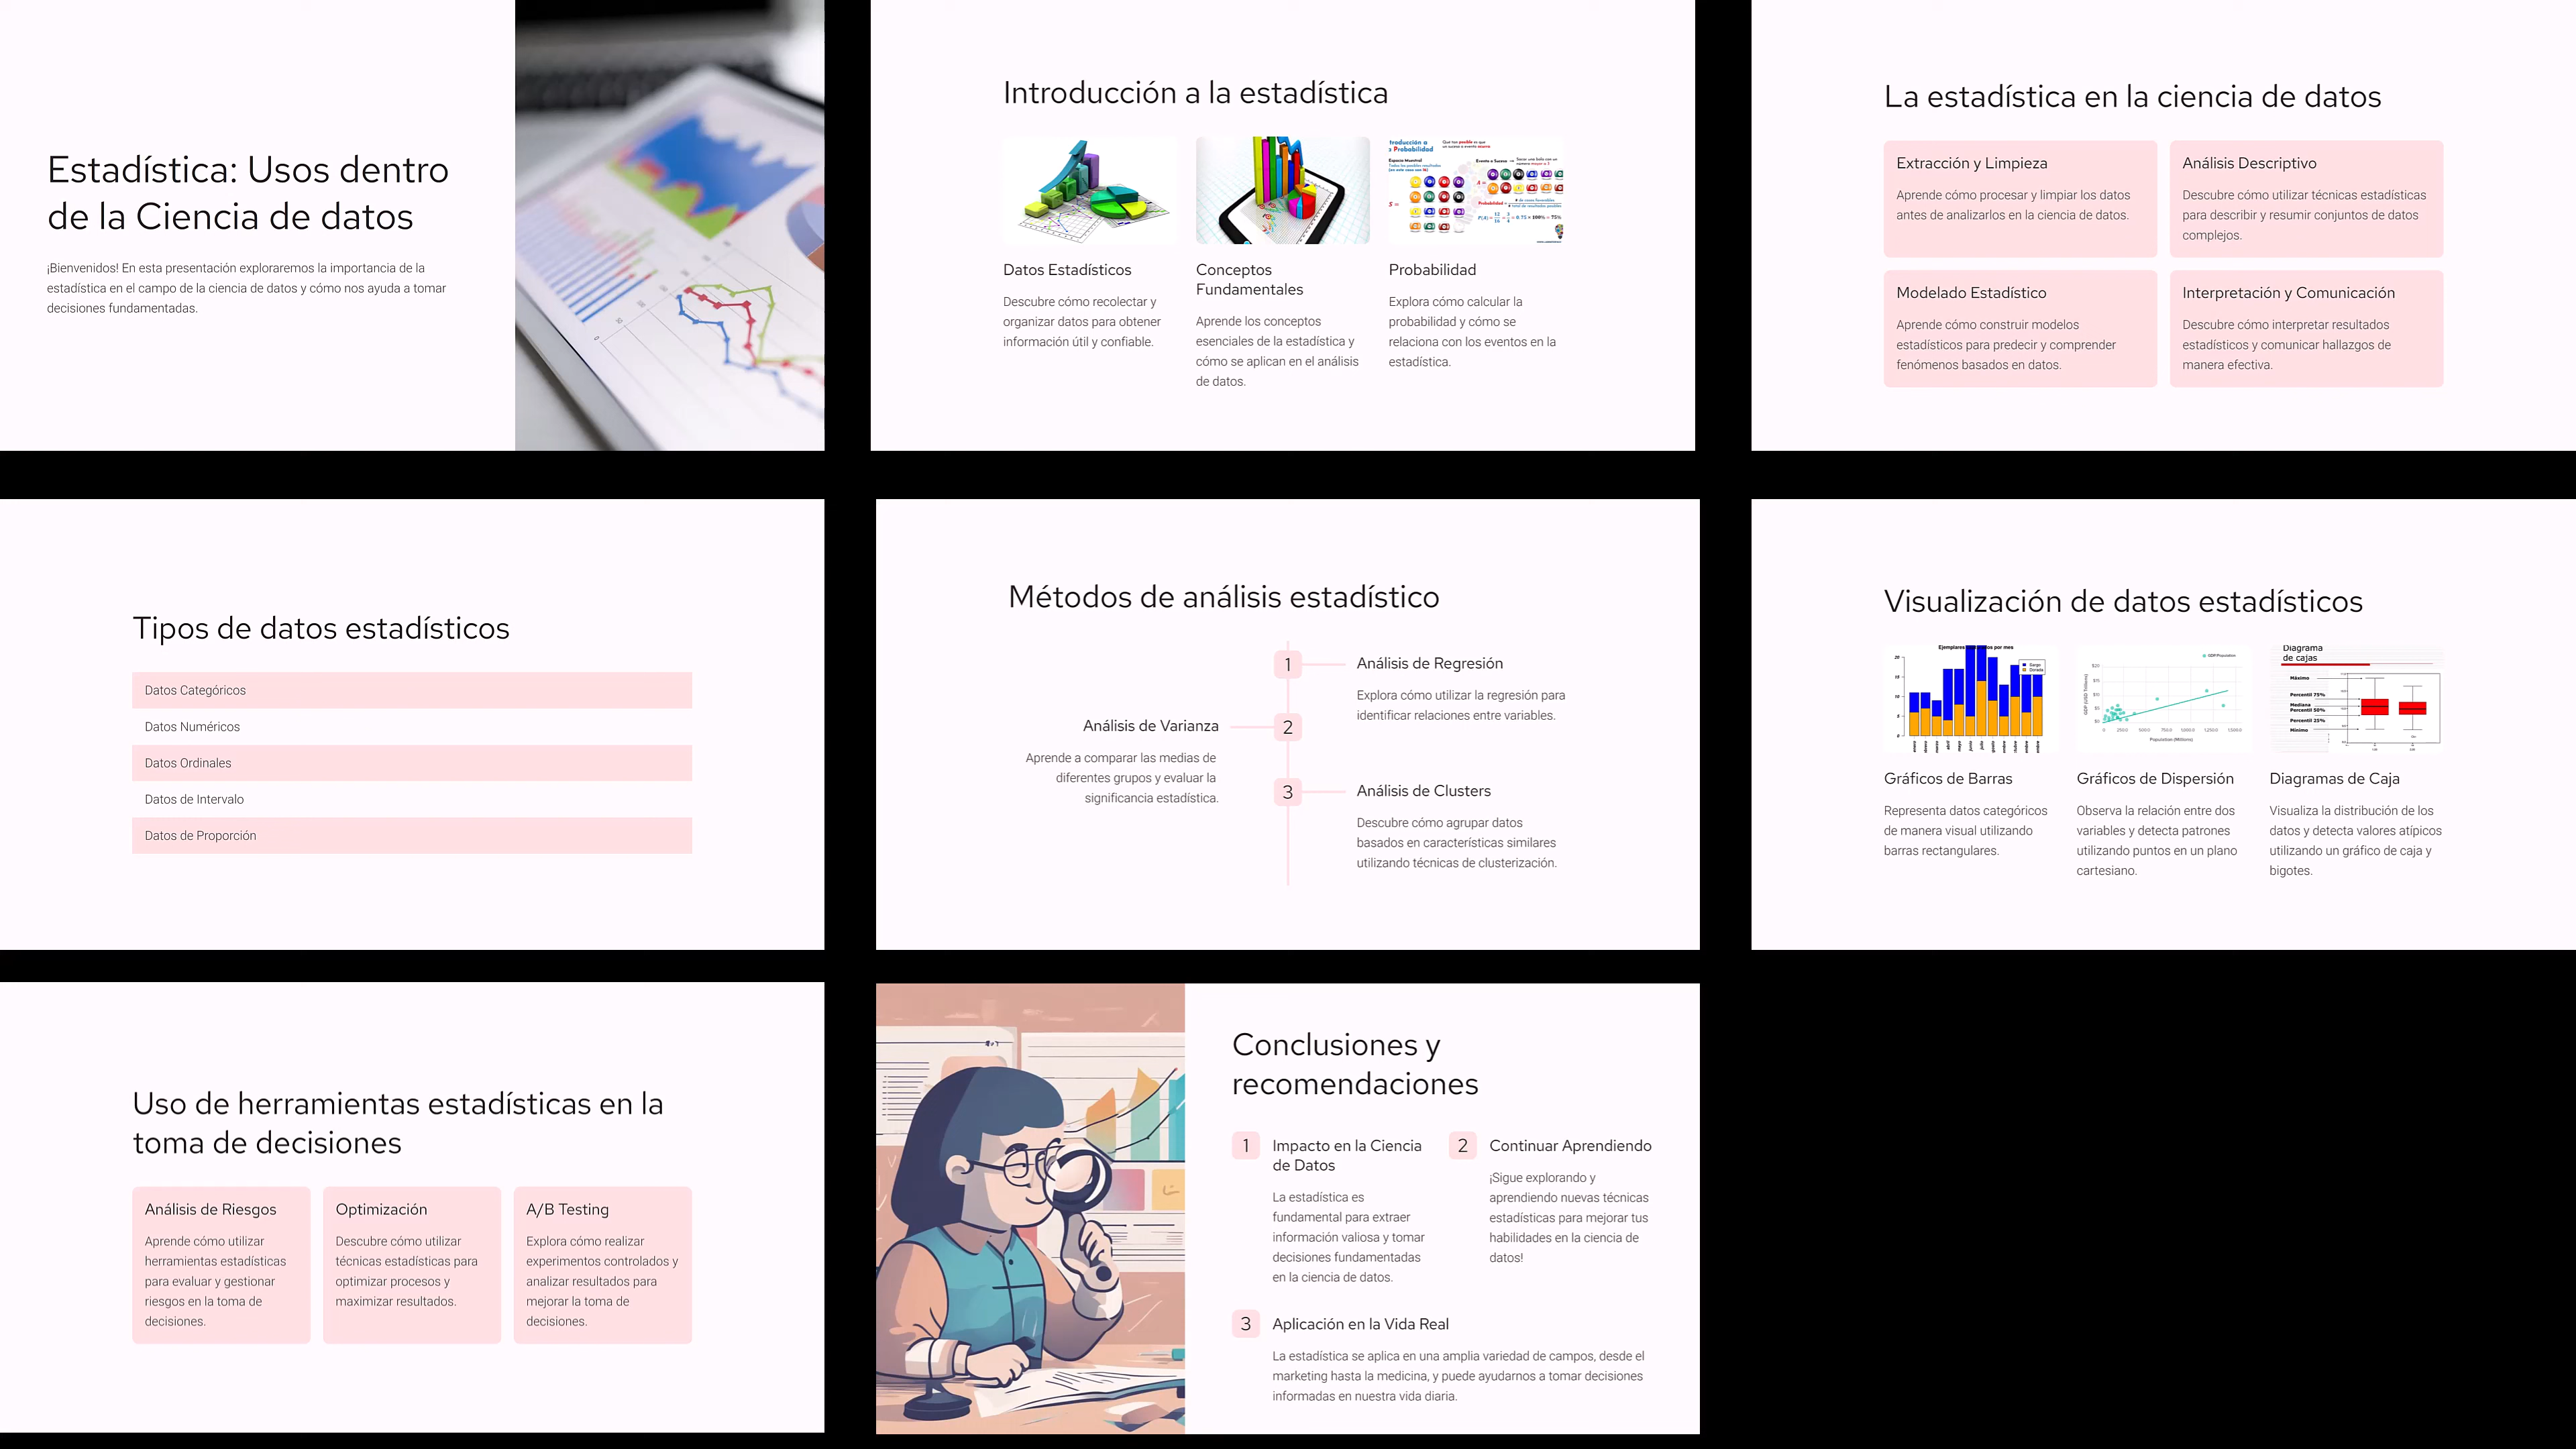 Estadística: Usos dentro
de la Ciencia de datos
¡Bienvenidos! En esta presentación exploraremos la importancia de la
estadística en el campo de la ciencia de datos y cómo nos ayuda a tomar
decisiones fundamentadas.
Introducción a la estadística
Datos Estadísticos
Descubre cómo recolectar y
organizar datos para obtener
información útil y confiable.
Conceptos
Fundamentales
Aprende los conceptos
esenciales de la estadística y
cómo se aplican en el análisis
de datos.
Probabilidad
Explora cómo calcular la
probabilidad y cómo se
relaciona con los eventos en la
estadística.
La estadística en la ciencia de datos
Extracción y Limpieza
Aprende cómo procesar y limpiar los datos
antes de analizarlos en la ciencia de datos.
Análisis Descriptivo
Descubre cómo utilizar técnicas estadísticas
para describir y resumir conjuntos de datos
complejos.
Modelado Estadístico
Aprende cómo construir modelos
estadísticos para predecir y comprender
fenómenos basados en datos.
Interpretación y Comunicación
Descubre cómo interpretar resultados
estadísticos y comunicar hallazgos de
manera efectiva.
Tipos de datos estadísticos
Datos Categóricos
Datos Numéricos
Datos Ordinales
Datos de Intervalo
Datos de Proporción
Métodos de análisis estadístico
1
Análisis de Regresión
Explora cómo utilizar la regresión para
identificar relaciones entre variables.
2
Análisis de Varianza
Aprende a comparar las medias de
diferentes grupos y evaluar la
significancia estadística.
3
Análisis de Clusters
Descubre cómo agrupar datos
basados en características similares
utilizando técnicas de clusterización.
Visualización de datos estadísticos
Diagrama
de cajas
Máximo
Percentil 75%
Mediana
Percentil 50%
Percentil 25%
Mínimo
Gráficos de Barras
Representa datos categóricos
de manera visual utilizando
barras rectangulares.
Gráficos de Dispersión
Observa la relación entre dos
variables y detecta patrones
utilizando puntos en un plano
cartesiano.
Diagramas de Caja
Visualiza la distribución de los
datos y detecta valores atípicos
utilizando un gráfico de caja y
bigotes.
Uso de herramientas estadísticas en la
toma de decisiones
Análisis de Riesgos
Aprende cómo utilizar
herramientas estadísticas
para evaluar y gestionar
riesgos en la toma de
decisiones.
Optimización
Descubre cómo utilizar
técnicas estadísticas para
optimizar procesos y
maximizar resultados.
A/B Testing
Explora cómo realizar
experimentos controlados y
analizar resultados para
mejorar la toma de
decisiones.
Conclusiones y
recomendaciones
1
Impacto en la Ciencia
de Datos
La estadística es
fundamental para extraer
información valiosa y tomar
decisiones fundamentadas
en la ciencia de datos.
2
Continuar Aprendiendo
¡Sigue explorando y
aprendiendo nuevas técnicas
estadísticas para mejorar tus
habilidades en la ciencia de
datos!
3
Aplicación en la Vida Real
La estadística se aplica en una amplia variedad de campos, desde el
marketing hasta la medicina, y puede ayudarnos a tomar decisiones
informadas en nuestra vida diaria.